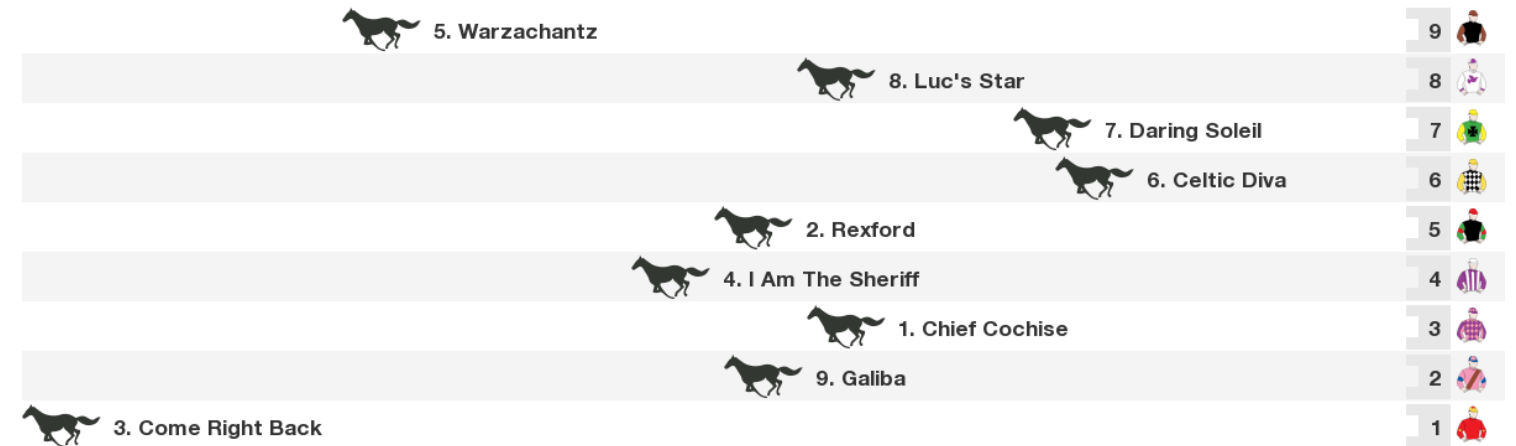 5. Warzachantz 9
8. Luc's Star 8
7. Daring Soleil 7
6. Celtic Diva 6
2. Rexford 5
4. I Am The Sheriff 4
1. Chief Cochise 3
9. Galiba 2
3. Come Right Back 1